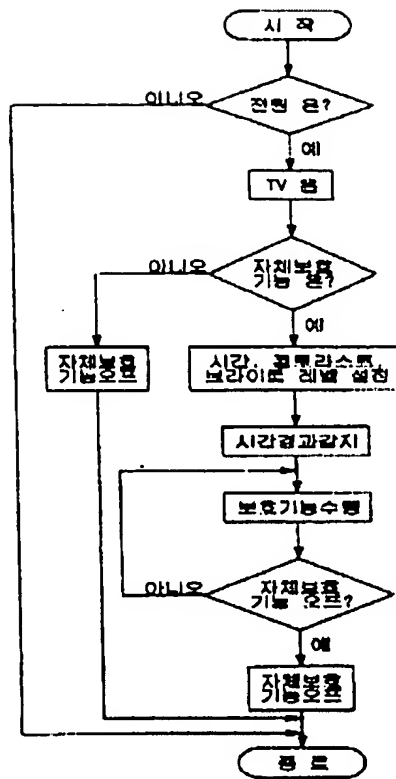 시 작
아니오
전원 온?
예
TV 온
아니오
자체보호
기능 온?
예
자체보호
기능오프
시간, 콘트라스트,
브라이트 레벨 설정
시간경과감지
보호기능수행
아니오
자체보호
기능 오프?
예
자체보호
기능오프
종 료